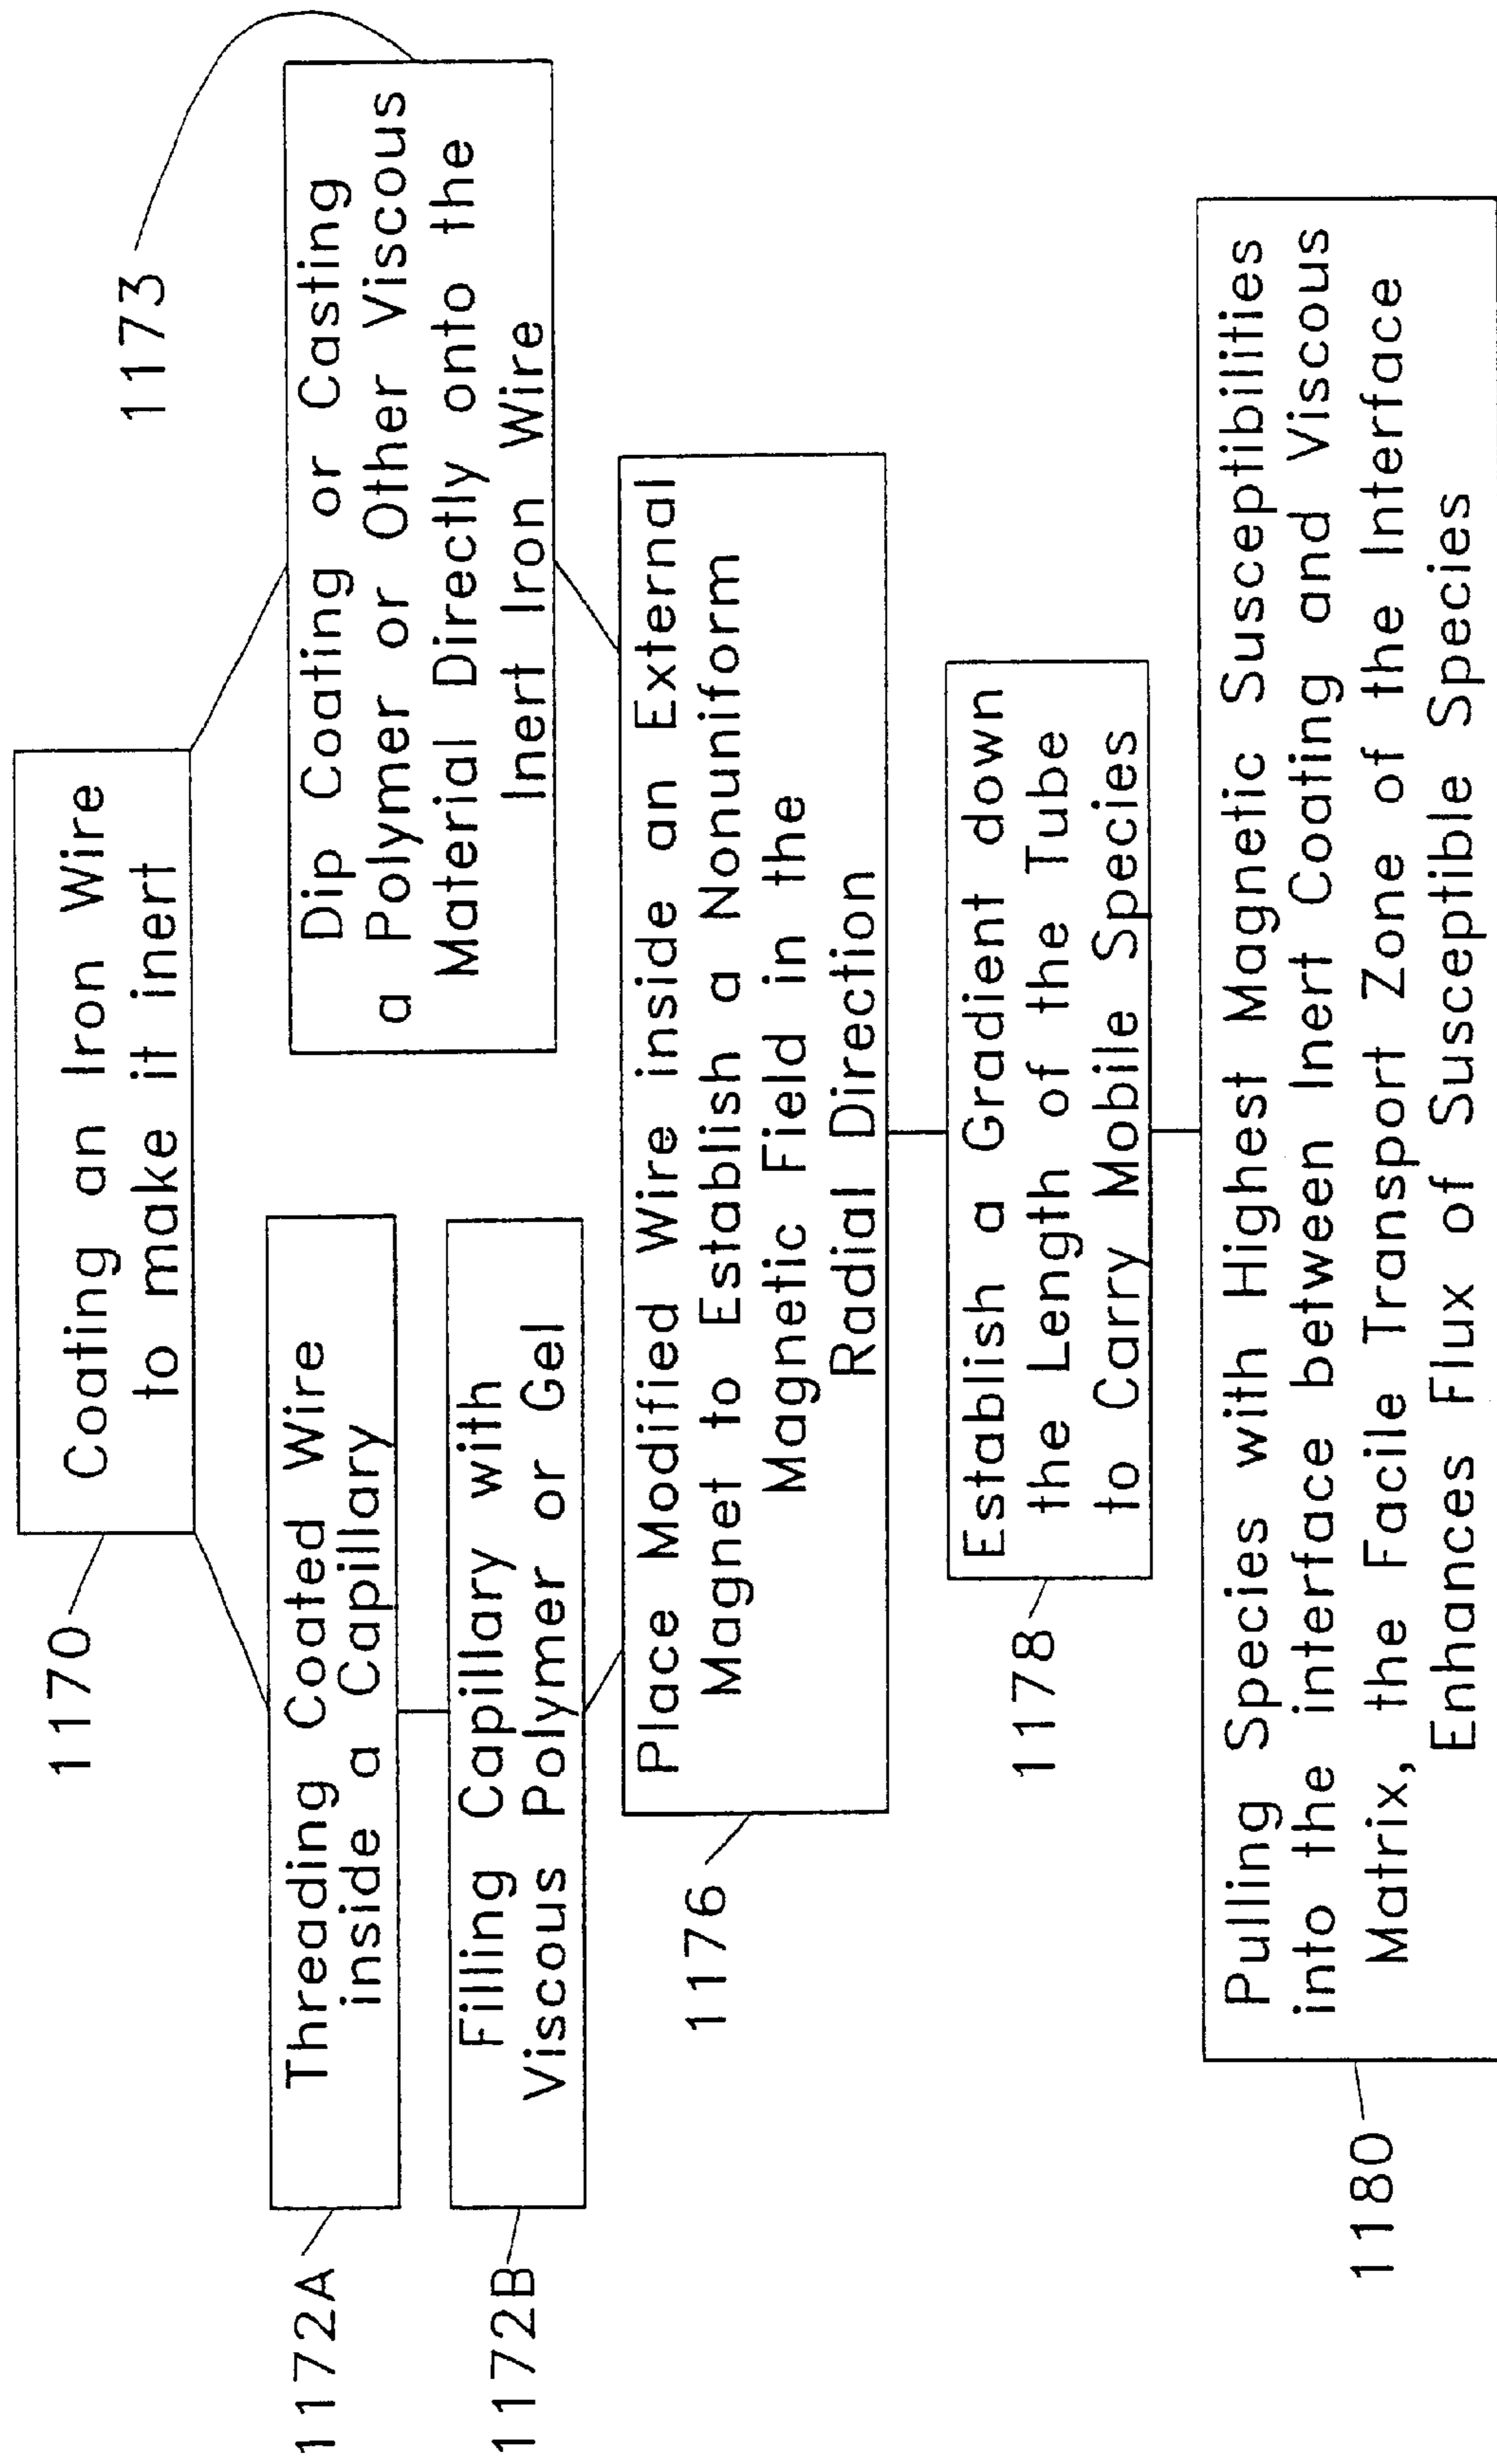 1170
Coating an Iron Wire
to make it inert
1173
1172A
Threading Coated Wire
inside a Capillary
Dip Coating or Casting
a Polymer or Other Viscous
Material Directly onto the
Inert Iron Wire
1172B
Filling Capillary with
Viscous Polymer or Gel
1176
Place Modified Wire inside an External
Magnet to Establish a Nonuniform
Magnetic Field in the
Radial Direction
1178
Establish a Gradient down
the Length of the Tube
to Carry Mobile Species
1180
Pulling Species with Highest Magnetic Susceptibilities
into the interface between Inert Coating and Viscous
Matrix, the Facile Transport Zone of the Interface
Enhances Flux of Susceptible Species